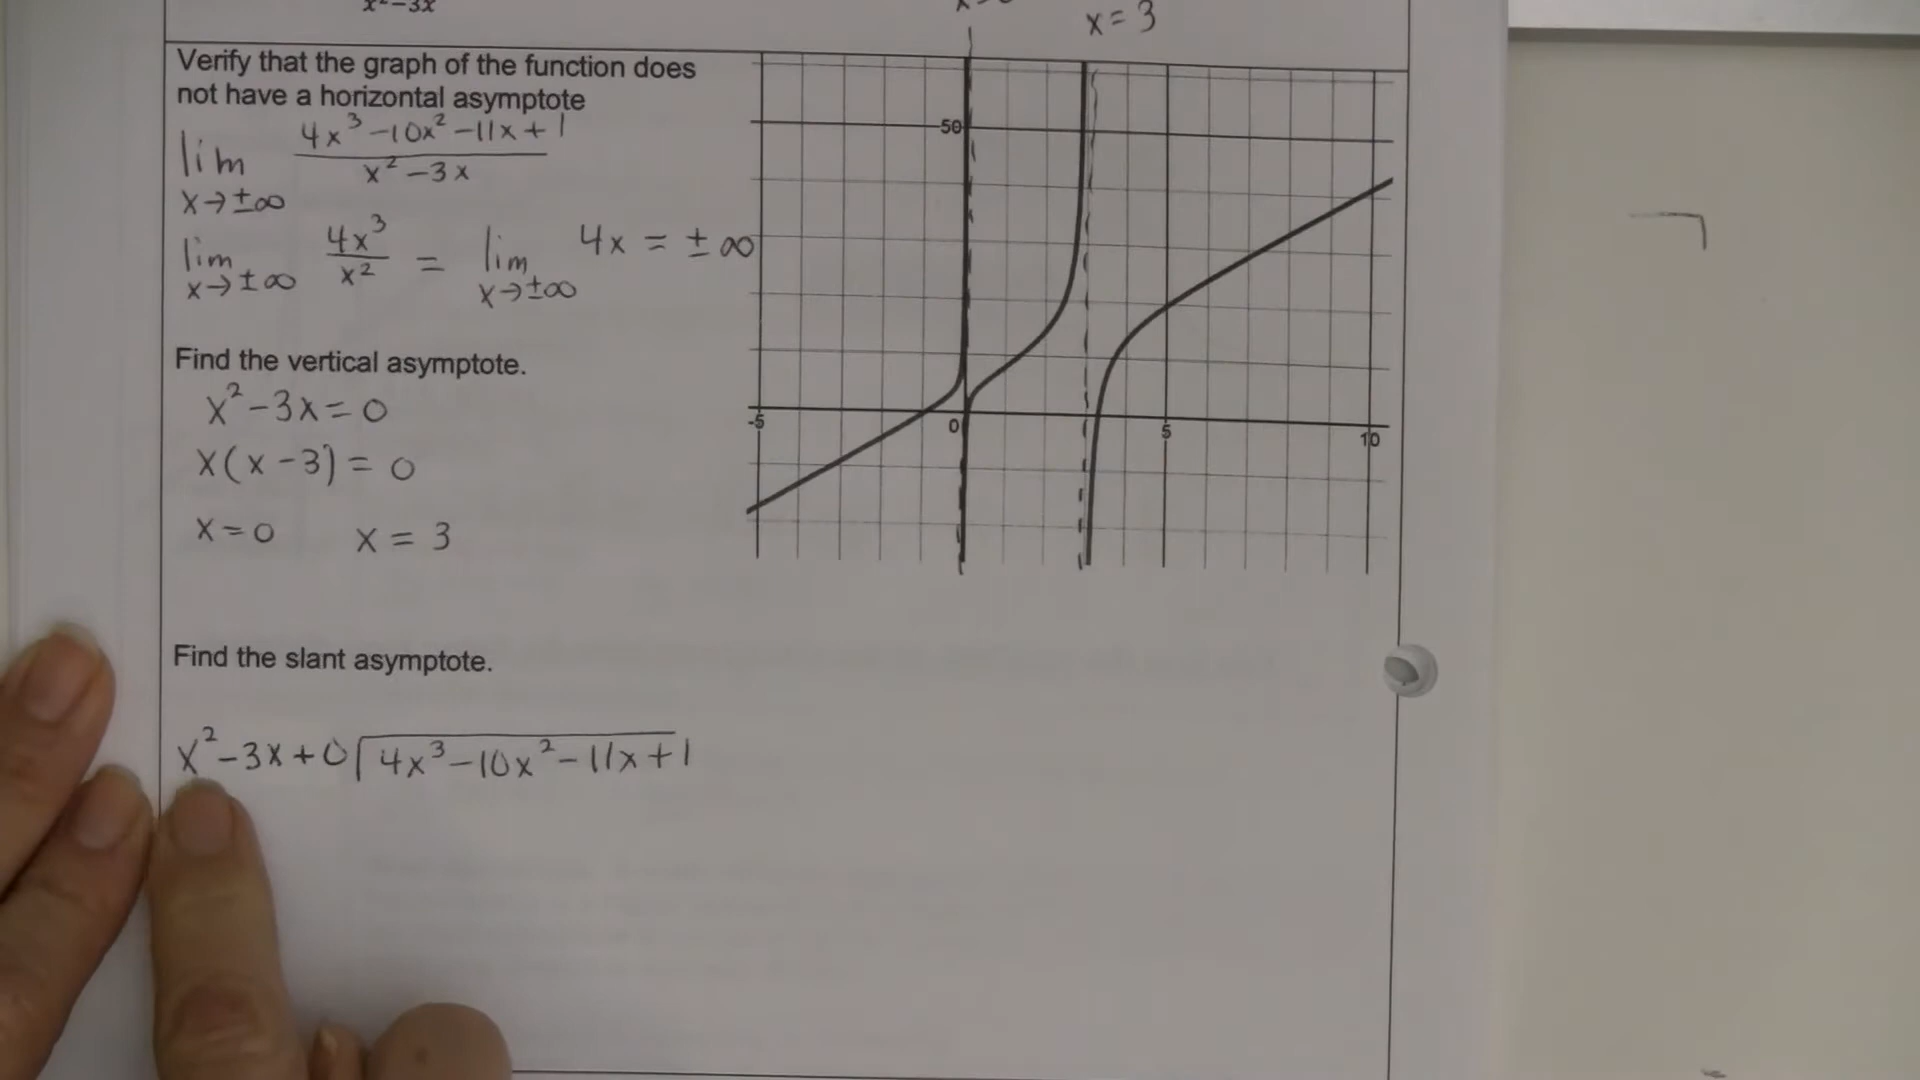 x²-3x
x=3
Verify that the graph of the function does
not have a horizontal asymptote
lim x→±∞ (4x³-10x²-11x+1)/(x²-3x)
lim x→±∞ 4x³/x² = lim x→±∞ 4x = ±∞
Find the vertical asymptote.
x²-3x=0
x(x-3)=0
x=0 x=3
50
-5 0 5 10
Find the slant asymptote.
x²-3x+0 4x³-10x²-11x+1